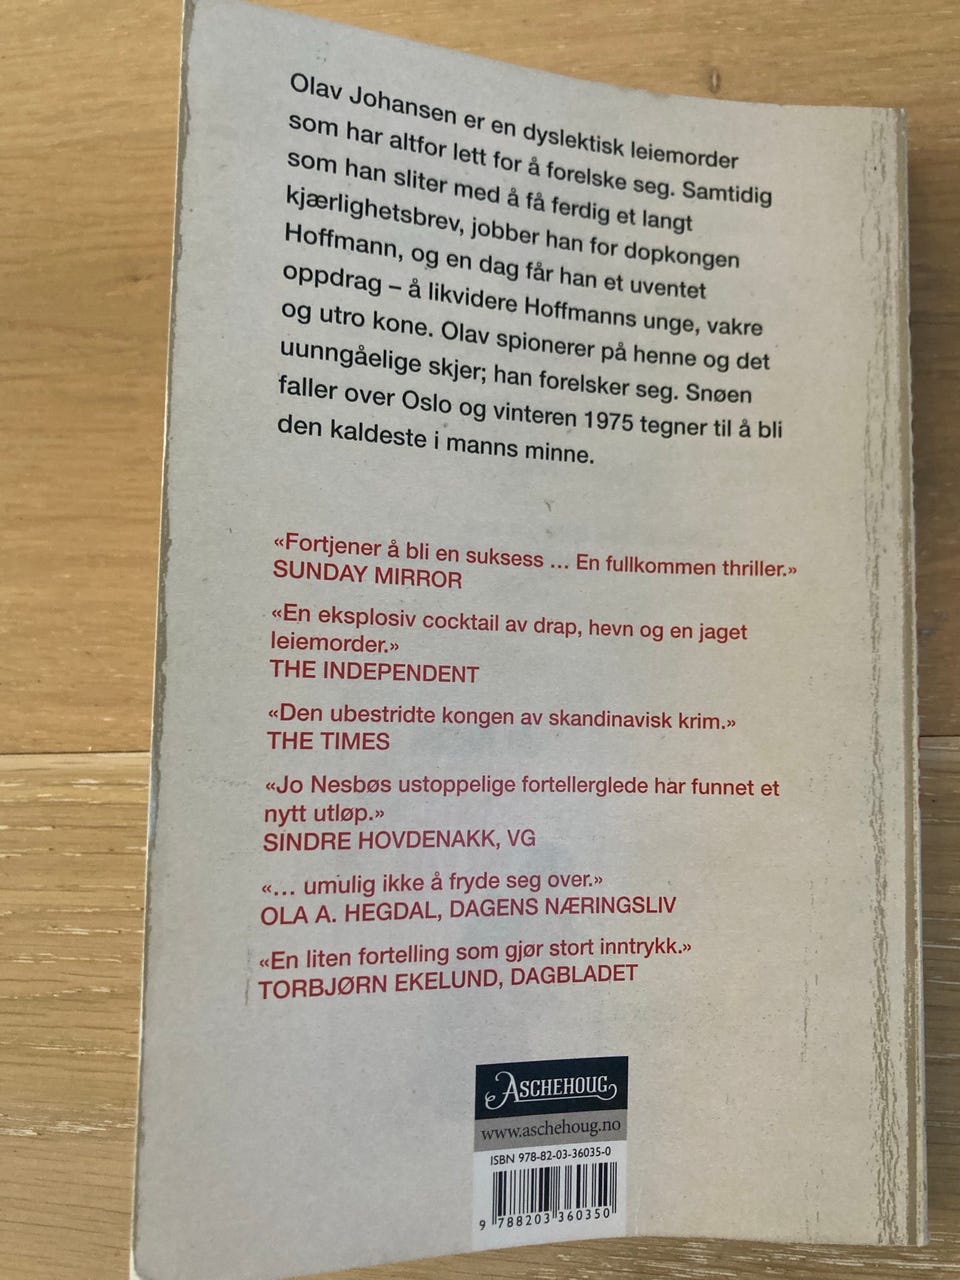 Olav Johansen er en dyslektisk leiemorder
som har altfor lett for å forelske seg. Samtidig
som han sliter med å få ferdig et langt
kjærlighetsbrev, jobber han for dopkongen
Hoffmann, og en dag får han et uventet
oppdrag – å likvidere Hoffmanns unge, vakre
og utro kone. Olav spionerer på henne og det
uunngåelige skjer; han forelsker seg. Snøen
faller over Oslo og vinteren 1975 tegner til å bli
den kaldeste i manns minne.
«Fortjener å bli en suksess ... En fullkommen thriller.»
SUNDAY MIRROR
«En eksplosiv cocktail av drap, hevn og en jaget
leiemorder.»
THE INDEPENDENT
«Den ubestridte kongen av skandinavisk krim.»
THE TIMES
«Jo Nesbøs ustoppelige fortellerglede har funnet et
nytt utløp.»
SINDRE HOVDENAKK, VG
«... umulig ikke å fryde seg over.»
OLA A. HEGDAL, DAGENS NÆRINGSLIV
«En liten fortelling som gjør stort inntrykk.»
TORBJØRN EKELUND, DAGBLADET
ASCHEHOUG
www.aschehoug.no
ISBN 978-82-03-36035-0
9 788203 360350